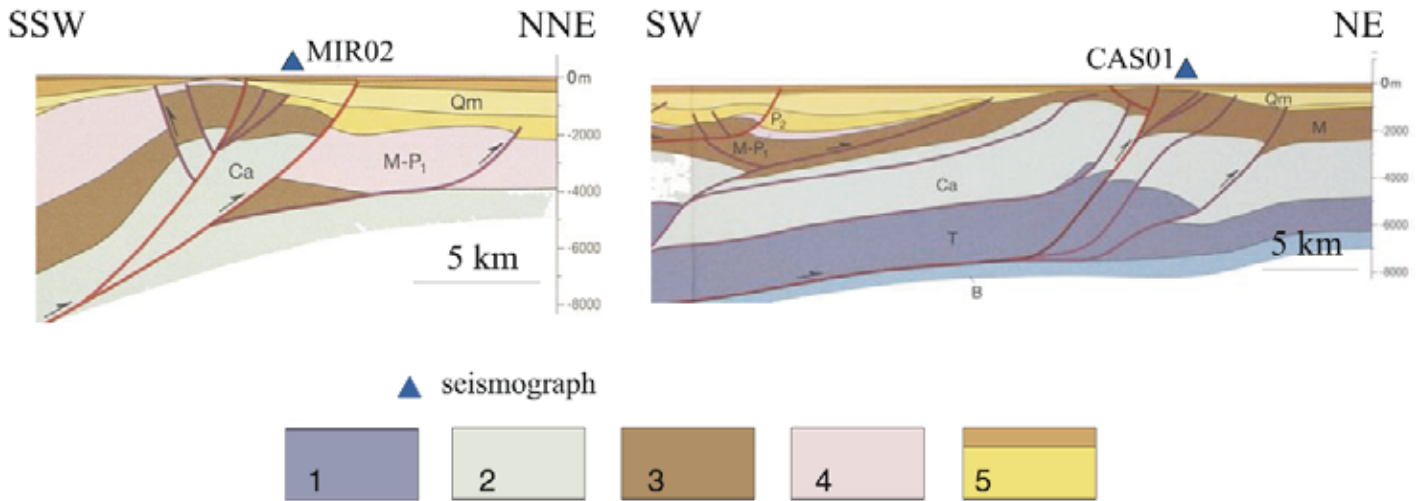 SSW NNE
MIR02
0m
Qm
-2000
M-P₁
Ca
-4000
5 km
-6000
-8000
SW NE
CAS01
0m
Qm
P₂
M
-2000
M-P₁
Ca
-4000
-6000
T
5 km
-8000
B
seismograph
1 2 3 4 5